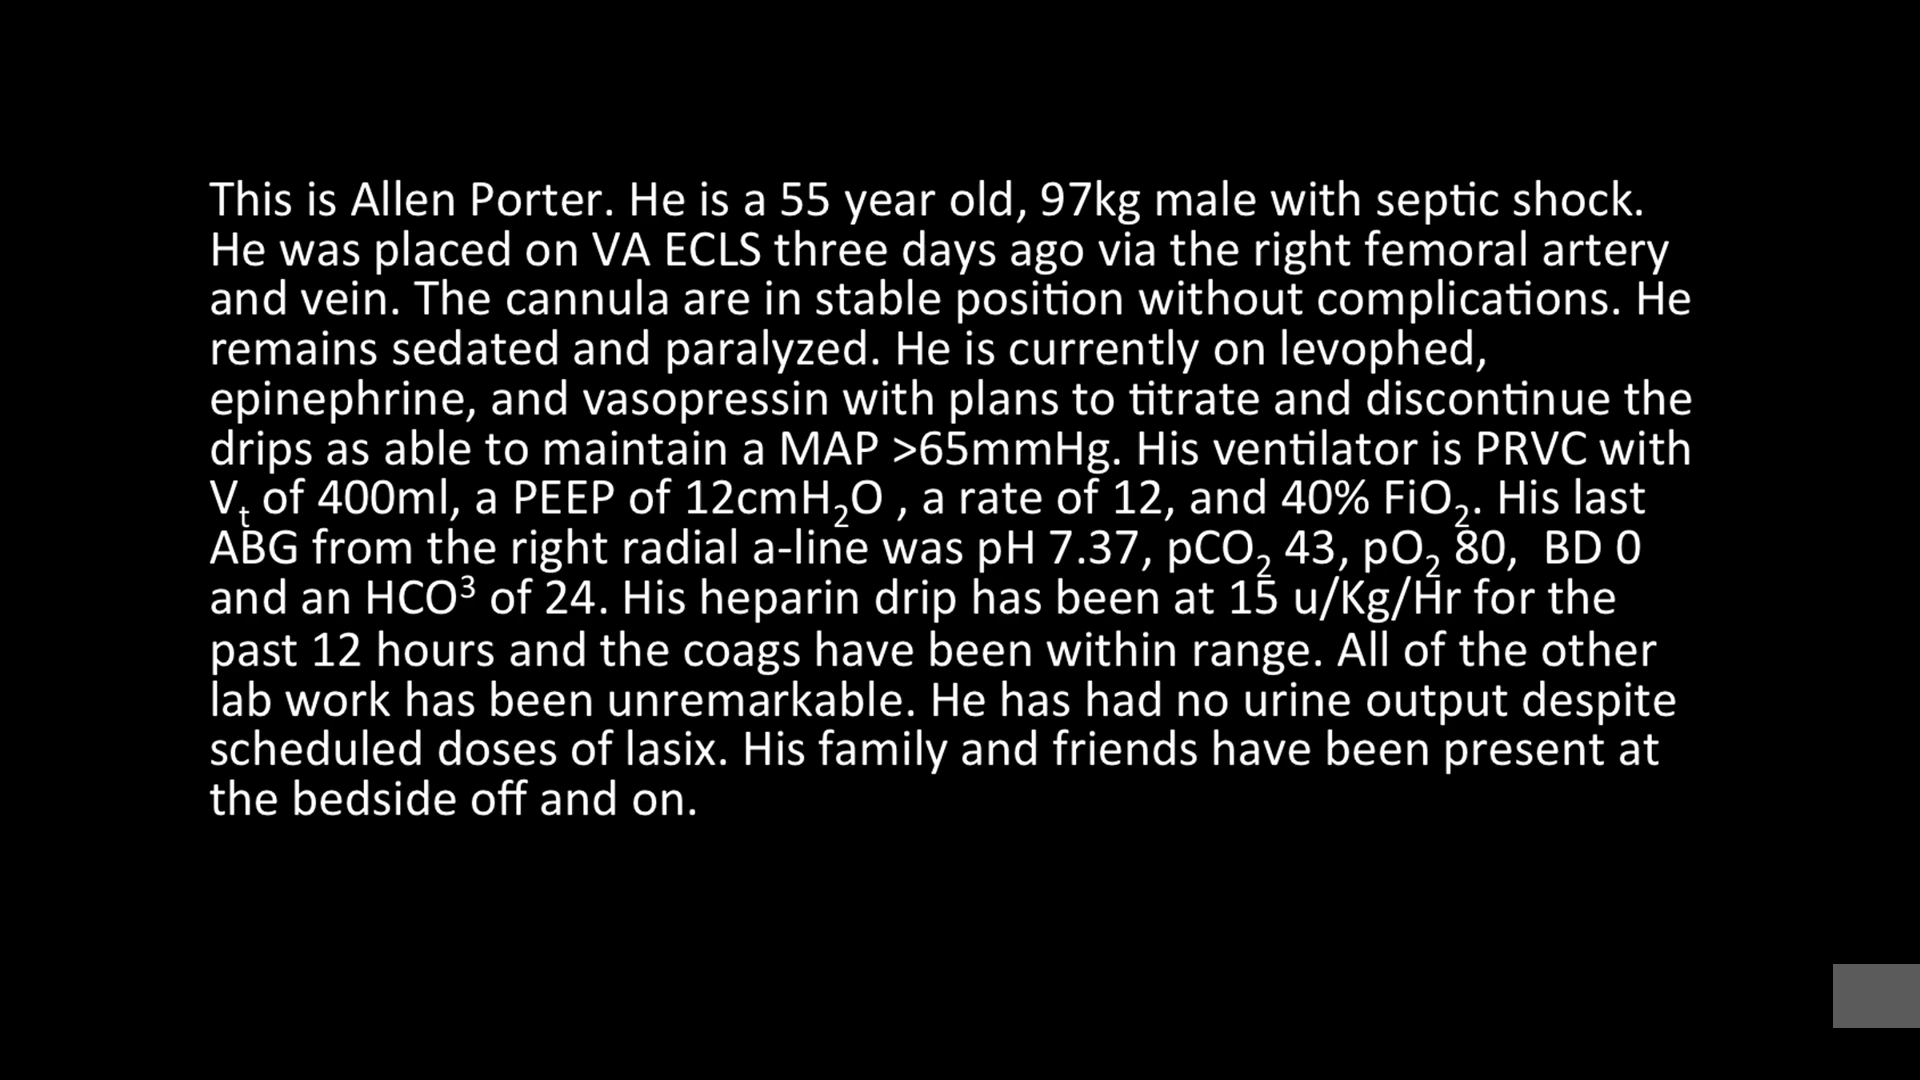 This is Allen Porter. He is a 55 year old, 97kg male with septic shock.
He was placed on VA ECLS three days ago via the right femoral artery
and vein. The cannula are in stable position without complications. He
remains sedated and paralyzed. He is currently on levophed,
epinephrine, and vasopressin with plans to titrate and discontinue the
drips as able to maintain a MAP >65mmHg. His ventilator is PRVC with
Vt of 400ml, a PEEP of 12cmH₂O , a rate of 12, and 40% FiO₂. His last
ABG from the right radial a-line was pH 7.37, pCO₂ 43, pO₂ 80,  BD 0
and an HCO³ of 24. His heparin drip has been at 15 u/Kg/Hr for the
past 12 hours and the coags have been within range. All of the other
lab work has been unremarkable. He has had no urine output despite
scheduled doses of lasix. His family and friends have been present at
the bedside off and on.